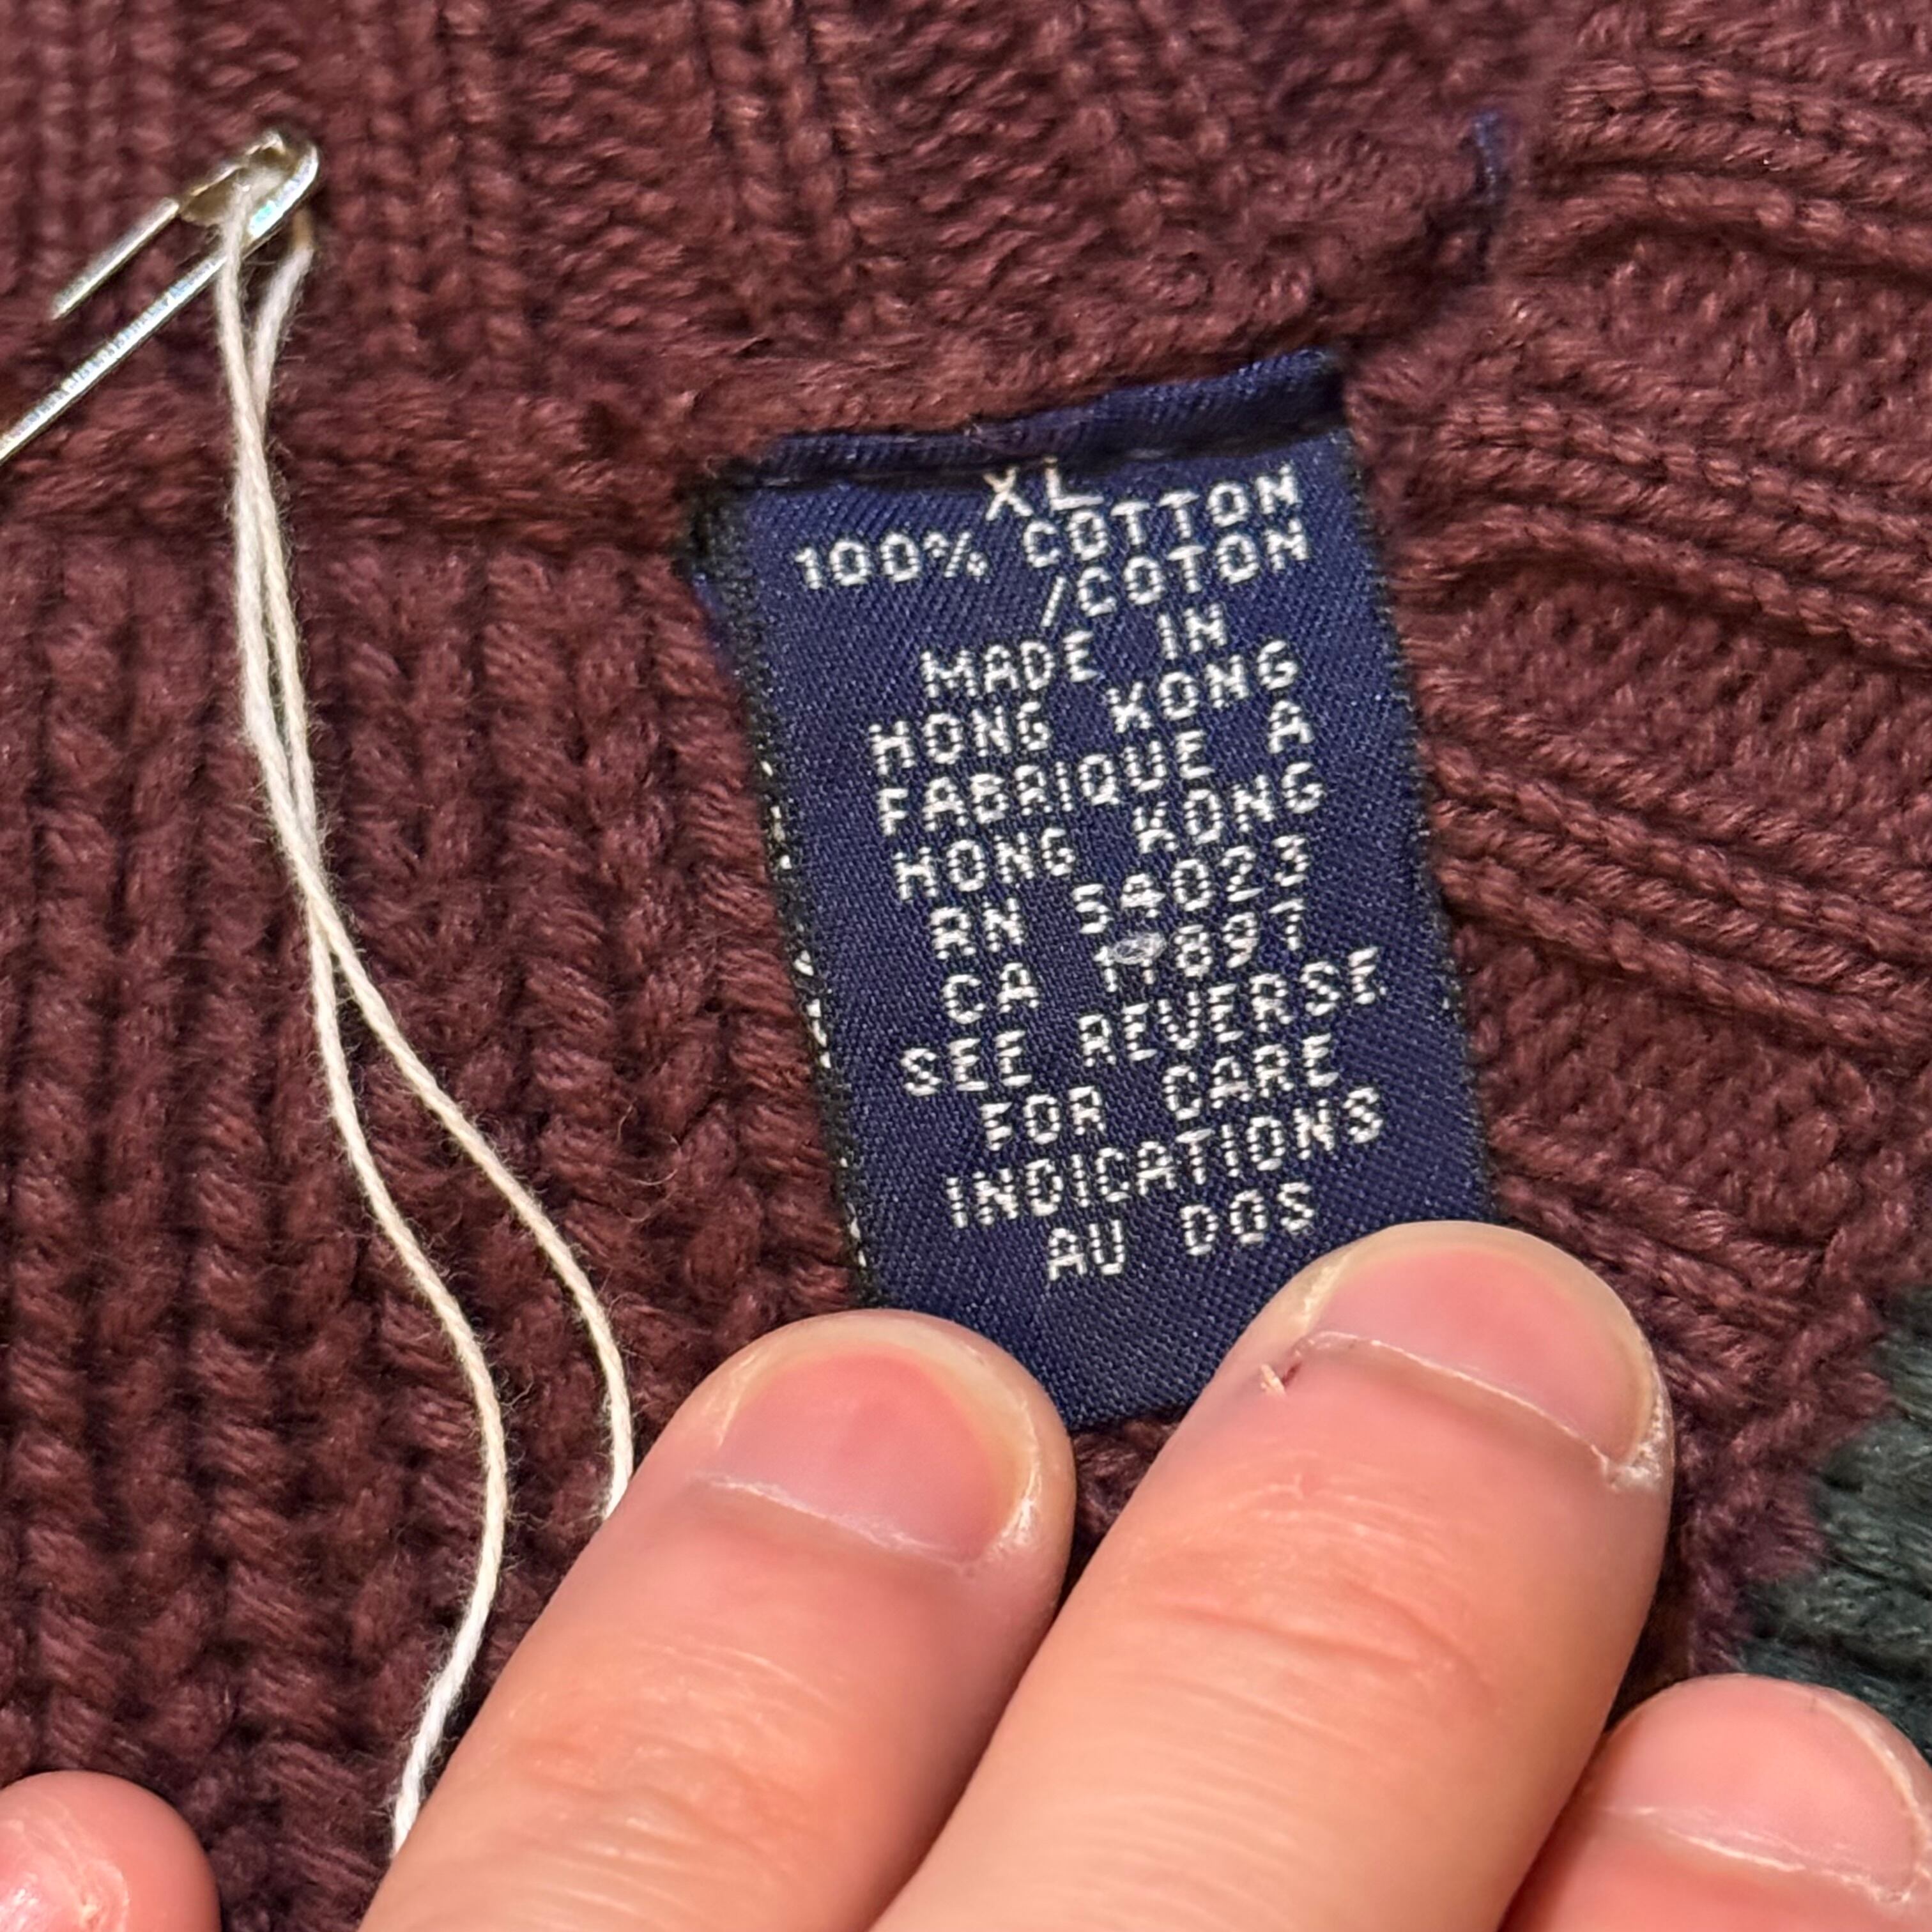 XL
100% COTTON
/COTON
MADE IN
HONG KONG
FABRIQUE A
HONG KONG
RN 54023
CA
SEE REVERSE
FOR CARE
INDICATIONS
AU DOS